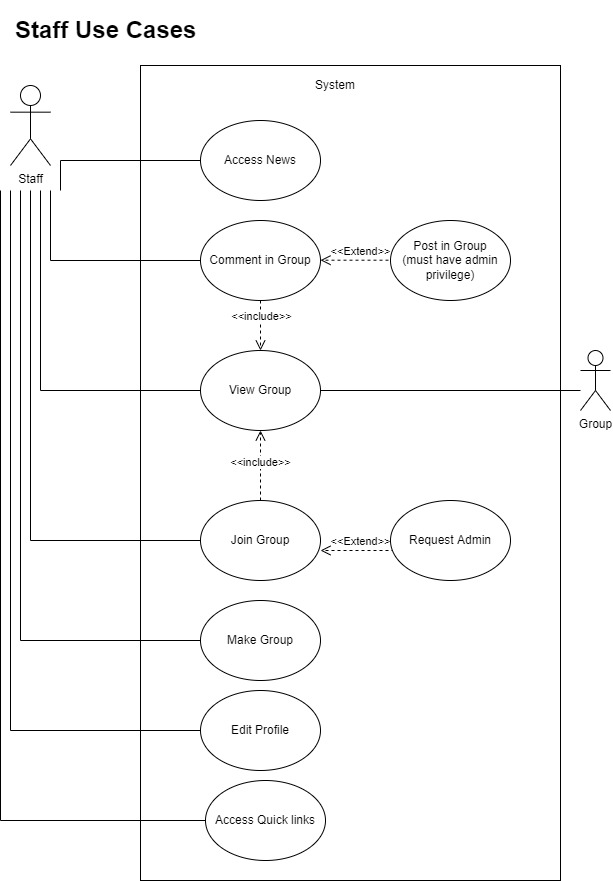 Staff Use Cases
System
Staff
Access News
Comment in Group
<<Extend>>
Post in Group
(must have admin
privilege)
<<include>>
View Group
Group
<<include>>
Join Group
<<Extend>>
Request Admin
Make Group
Edit Profile
Access Quick links